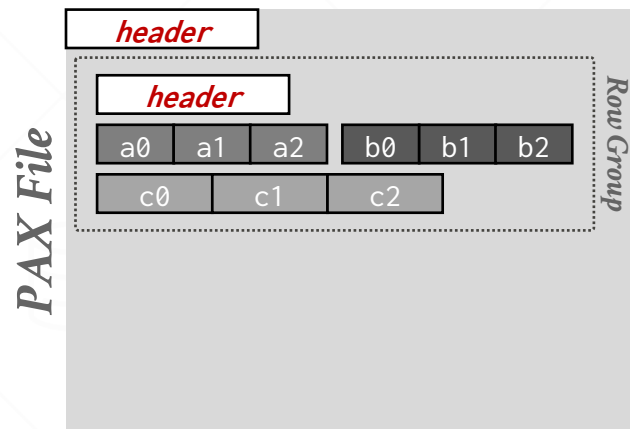 header
header
a0 a1 a2 b0 b1 b2
c0 c1 c2
PAX File
Row Group